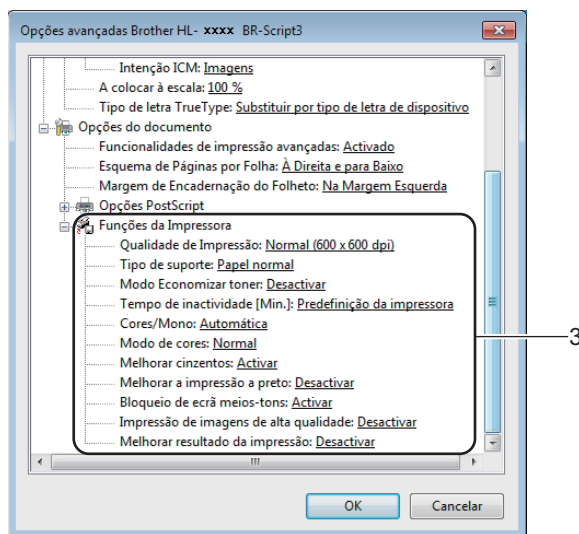 Opções avançadas Brother HL- xxxx BR-Script3
Intenção ICM: Imagens
A colocar à escala: 100 %
Tipo de letra TrueType: Substituir por tipo de letra de dispositivo
Opções do documento
Funcionalidades de impressão avançadas: Activado
Esquema de Páginas por Folha: À Direita e para Baixo
Margem de Encadernação do Folheto: Na Margem Esquerda
Opções PostScript
Funções da Impressora
Qualidade de Impressão: Normal (600 x 600 dpi)
Tipo de suporte: Papel normal
Modo Economizar toner: Desactivar
Tempo de inactividade [Min.]: Predefinição da impressora
Cores/Mono: Automática
Modo de cores: Normal
Melhorar cinzentos: Activar
Melhorar a impressão a preto: Desactivar
Bloqueio de ecrã meios-tons: Activar
Impressão de imagens de alta qualidade: Desactivar
Melhorar resultado da impressão: Desactivar
3
OK Cancelar